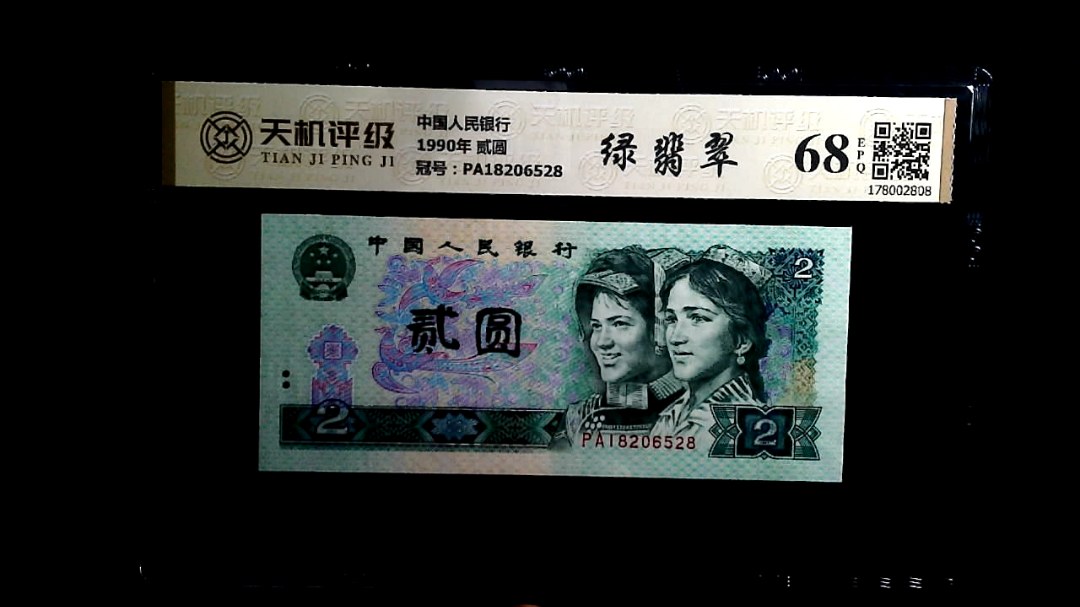 天机评级
TIAN JI PING JI
中国人民银行
1990年 贰圆
冠号：PA18206528
绿翡翠
68
EPQ
178002808
中国人民银行
2
贰圆
2
PA18206528
2